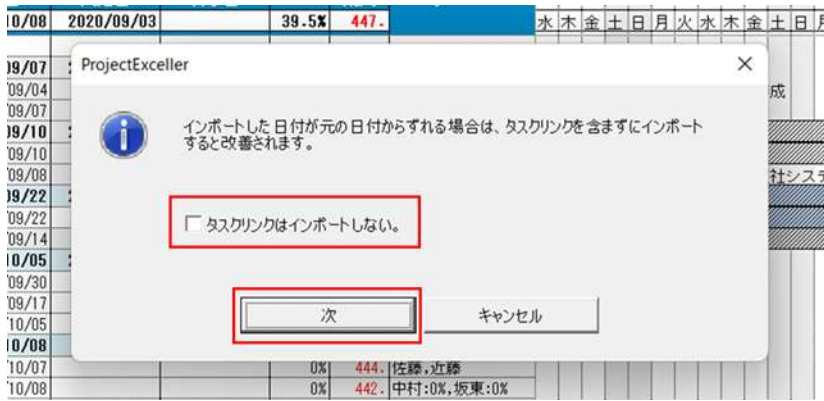 0/08 2020/09/03 39.5% 447. 水 木 金 土 日 月 火 水 木 金 土 日
ProjectExceller
09/07
09/04 成
09/07
09/10
インポートした日付が元の日付からずれる場合は、タスクリンクを含まずにインポート
すると改善されます。
09/10
09/08 社システ
09/22
09/22
タスクリンクはインポートしない。
09/14
0/05
09/30
09/17
次 キャンセル
10/05
0/08
10/07 0% 444. 佐藤,近藤
10/08 0% 442. 中村:0%,坂東:0%